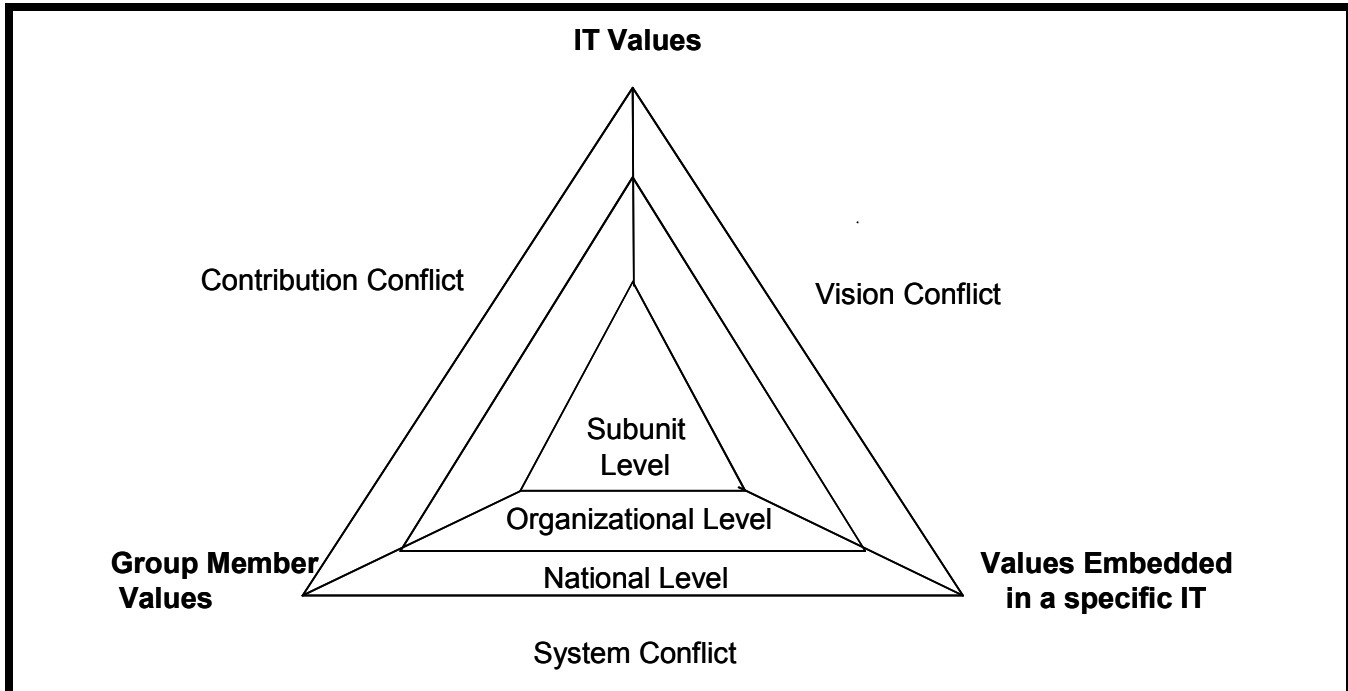 IT Values
Contribution Conflict
Vision Conflict
Subunit
Level
Organizational Level
Group Member
Values
National Level
Values Embedded
in a specific IT
System Conflict